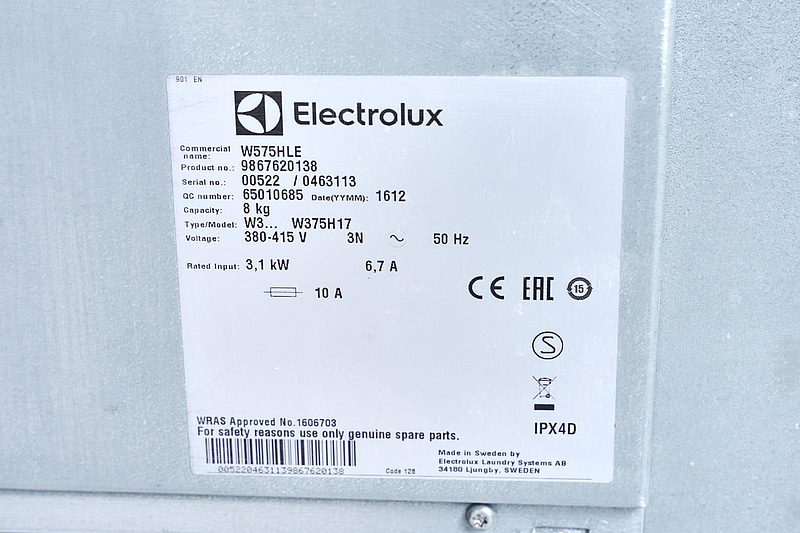 901 EN
Electrolux
Commercial name: W575HLE
Product no.: 9867620138
Serial no.: 00522 / 0463113
QC number: 65010685 Date(YYMM): 1612
Capacity: 8 kg
Type/Model: W3... W375H17
Voltage: 380-415 V 3N ~ 50 Hz
Rated Input: 3,1 kW 6,7 A
10 A
CE EAC 15
S
IPX4D
WRAS Approved No.1606703
For safety reasons use only genuine spare parts.
0052204631139867620138
Code 128
Made in Sweden by
Electrolux Laundry Systems AB
34180 Ljungby, SWEDEN